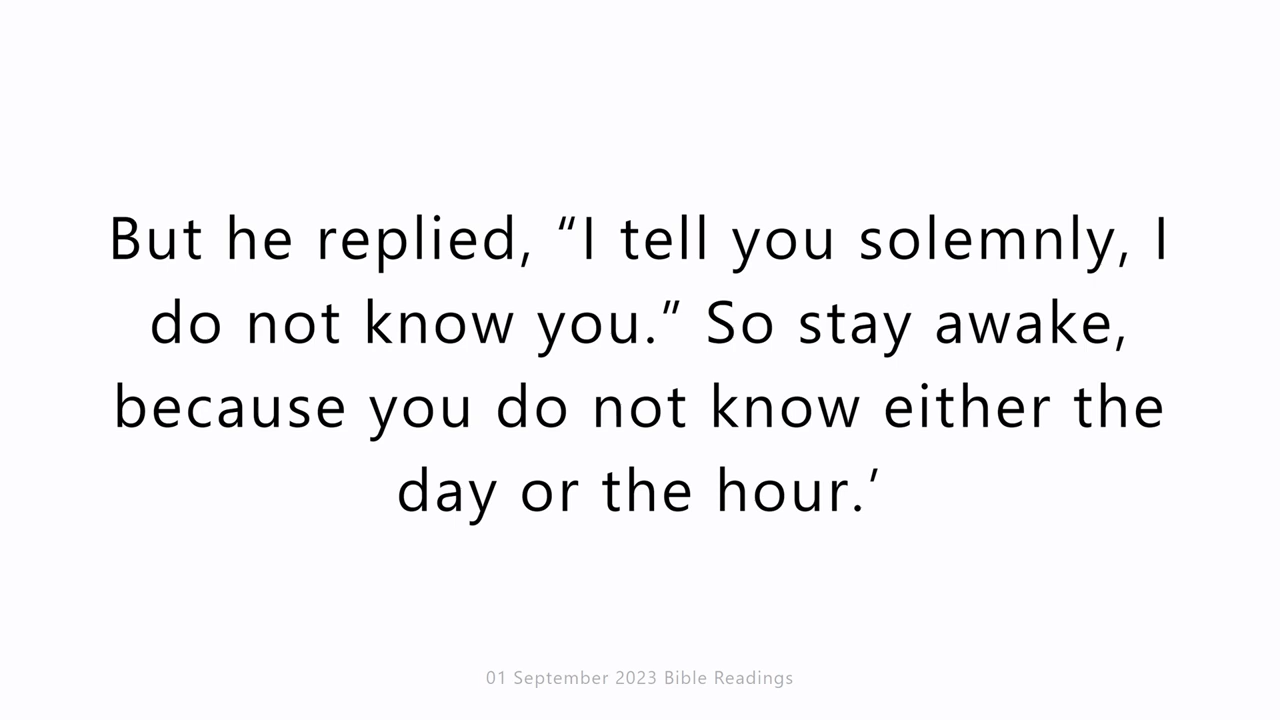 But he replied, “I tell you solemnly, I
do not know you.” So stay awake,
because you do not know either the
day or the hour.’
01 September 2023 Bible Readings